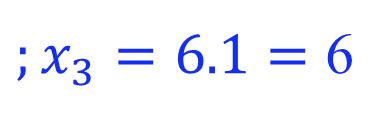 ; x₃ = 6.1 = 6